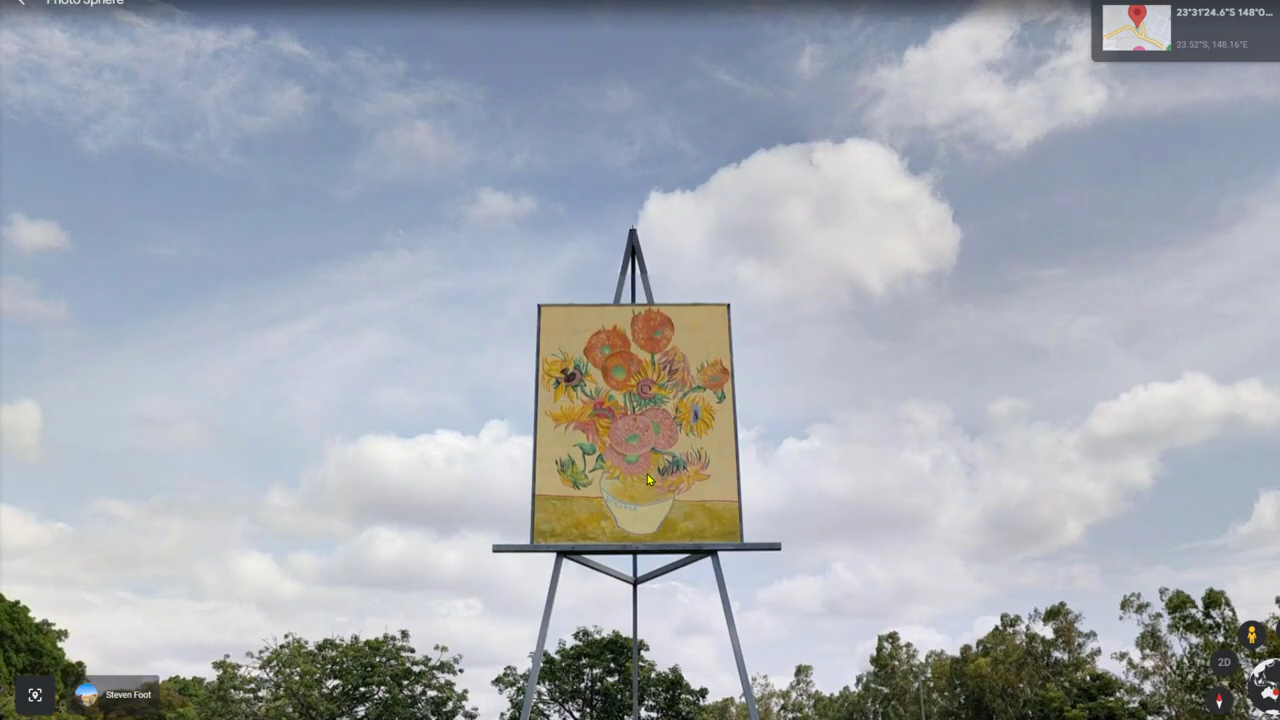 Photo Sphere
23°31'24.6"S 148°0...
23.52°S, 148.16°E
Steven Foot
2D